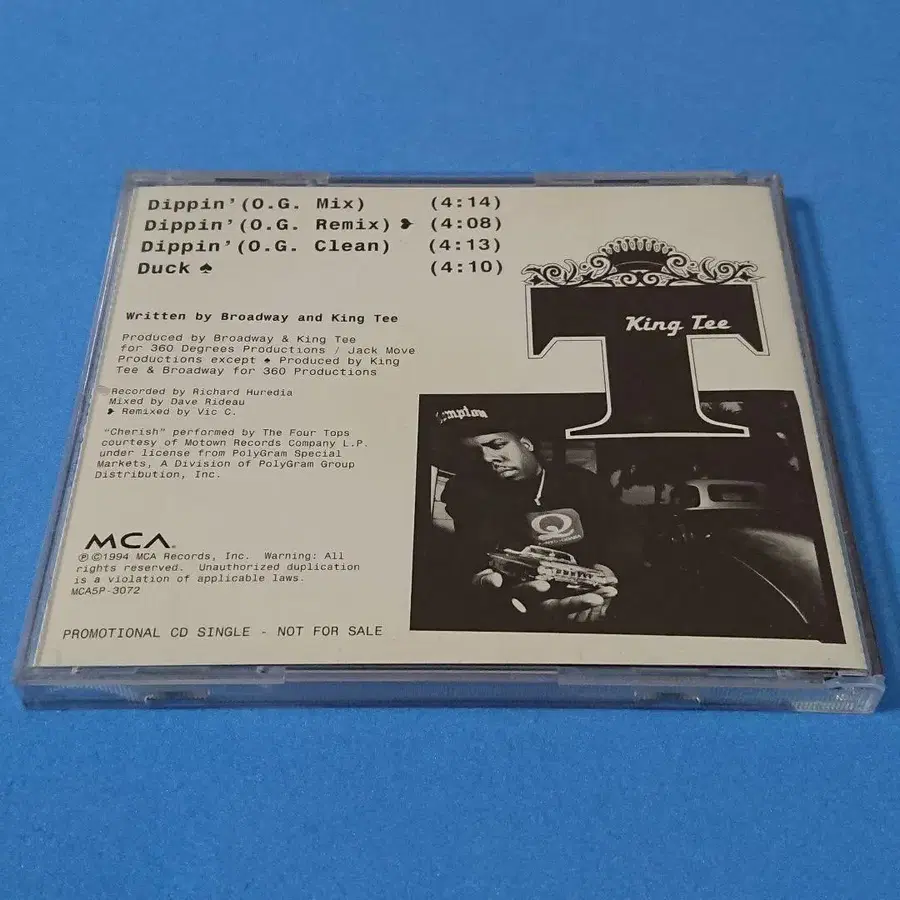 Dippin' (O.G. Mix) (4:14)
Dippin' (O.G. Remix) ❥ (4:08)
Dippin' (O.G. Clean) (4:13)
Duck ♠ (4:10)
King Tee
Written by Broadway and King Tee
Produced by Broadway & King Tee
for 360 Degrees Productions / Jack Move
Productions except ♠ Produced by King
Tee & Broadway for 360 Productions
Recorded by Richard Huredia
Mixed by Dave Rideau
❥ Remixed by Vic C.
"Cherish" performed by The Four Tops
courtesy of Motown Records Company L.P.
under license from PolyGram Special
Markets, A Division of PolyGram Group
Distribution, Inc.
MCA®
℗©1994 MCA Records, Inc. Warning: All
rights reserved. Unauthorized duplication
is a violation of applicable laws.
MCA5P-3072
PROMOTIONAL CD SINGLE - NOT FOR SALE